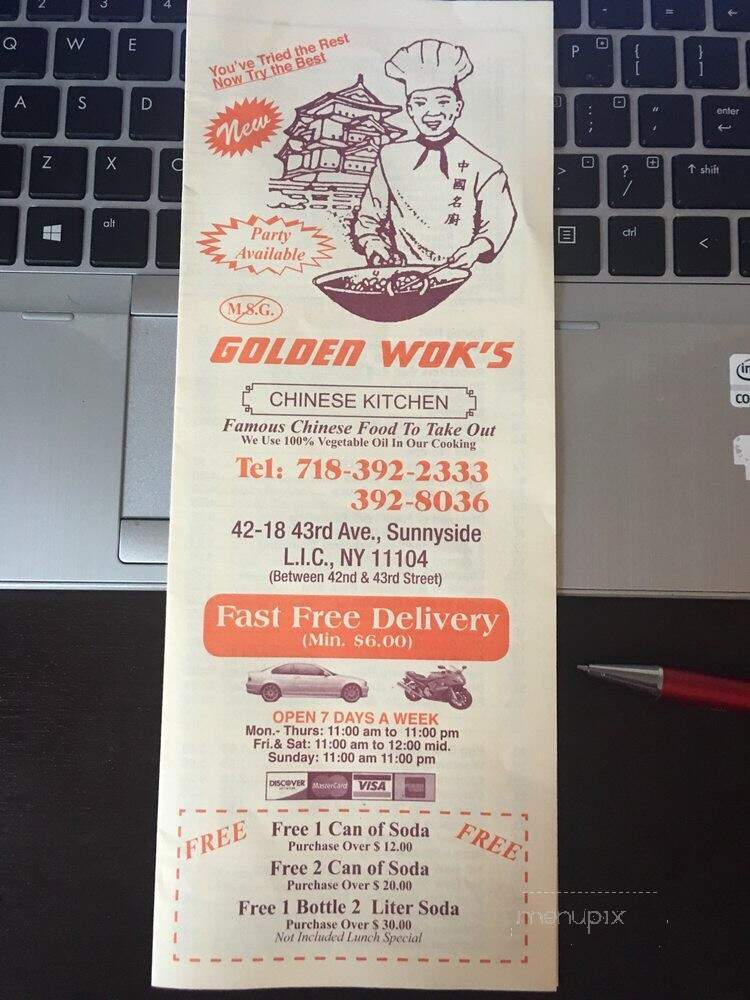 You've Tried the Rest
Now Try the Best
New
中
國
名
廚
Party
Available
M.S.G.
GOLDEN WOK'S
CHINESE KITCHEN
Famous Chinese Food To Take Out
We Use 100% Vegetable Oil In Our Cooking
Tel: 718-392-2333
392-8036
42-18 43rd Ave., Sunnyside
L.I.C., NY 11104
(Between 42nd & 43rd Street)
Fast Free Delivery
(Min. $6.00)
OPEN 7 DAYS A WEEK
Mon.- Thurs: 11:00 am to 11:00 pm
Fri.& Sat: 11:00 am to 12:00 mid.
Sunday: 11:00 am 11:00 pm
DISCOVER
MasterCard
VISA
FREE
Free 1 Can of Soda
Purchase Over $ 12.00
FREE
Free 2 Can of Soda
Purchase Over $ 20.00
Free 1 Bottle 2 Liter Soda
Purchase Over $ 30.00
Not Included Lunch Special
menupix
Q W E
A S D
Z X C
alt
P { [ } ]
: ; " ' enter
> ? / shift
ctrl <